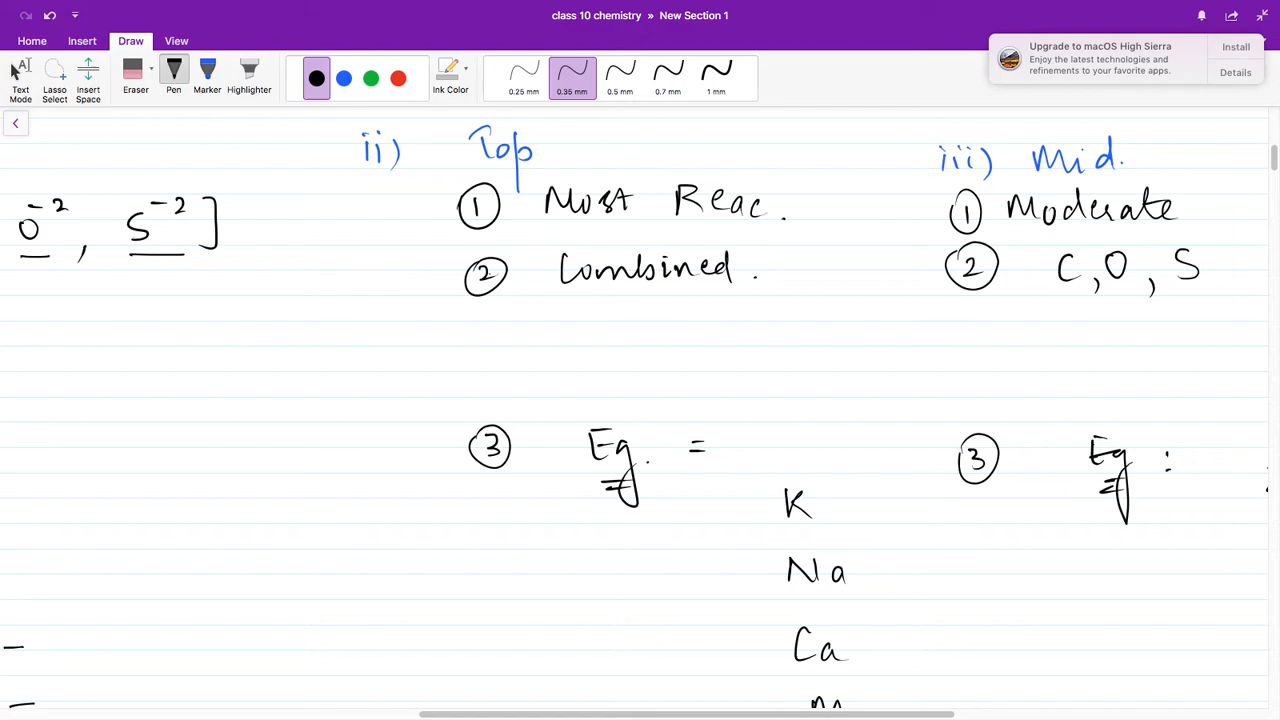 class 10 chemistry » New Section 1
Home Insert Draw View
Upgrade to macOS High Sierra
Enjoy the latest technologies and
refinements to your favorite apps.
Install
Details
Text Mode
Lasso Select
Insert Space
Eraser
Pen
Marker
Highlighter
Ink Color
0.25 mm
0.35 mm
0.5 mm
0.7 mm
1 mm
O⁻², S⁻²]
ii) Top
① Most Reac.
② Combined.
③ Eg. =
K
Na
Ca
iii) Mid.
① Moderate
② C, O, S
③ Eg :